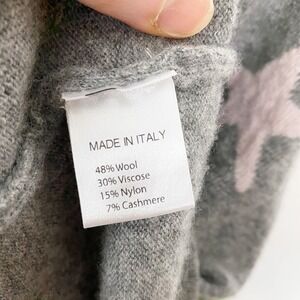 MADE IN ITALY
48% Wool
30% Viscose
15% Nylon
7% Cashmere